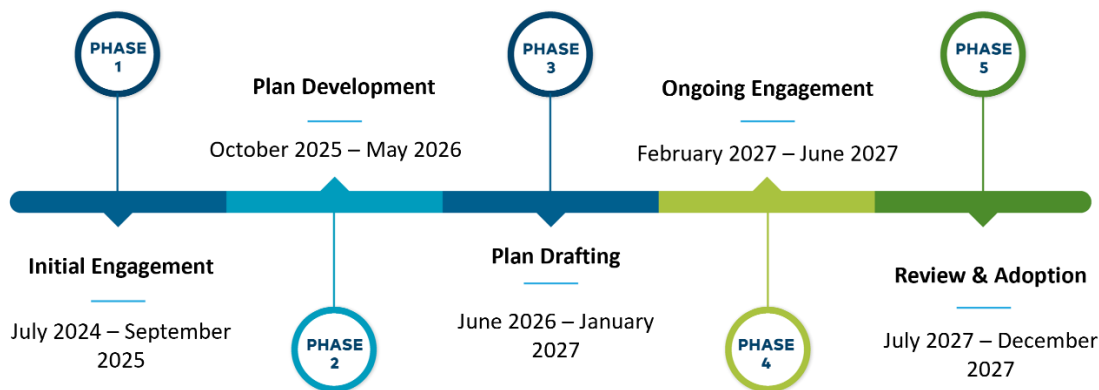 PHASE
1
Initial Engagement
July 2024 – September
2025
Plan Development
October 2025 – May 2026
PHASE
2
PHASE
3
Plan Drafting
June 2026 – January
2027
Ongoing Engagement
February 2027 – June 2027
PHASE
4
PHASE
5
Review & Adoption
July 2027 – December
2027